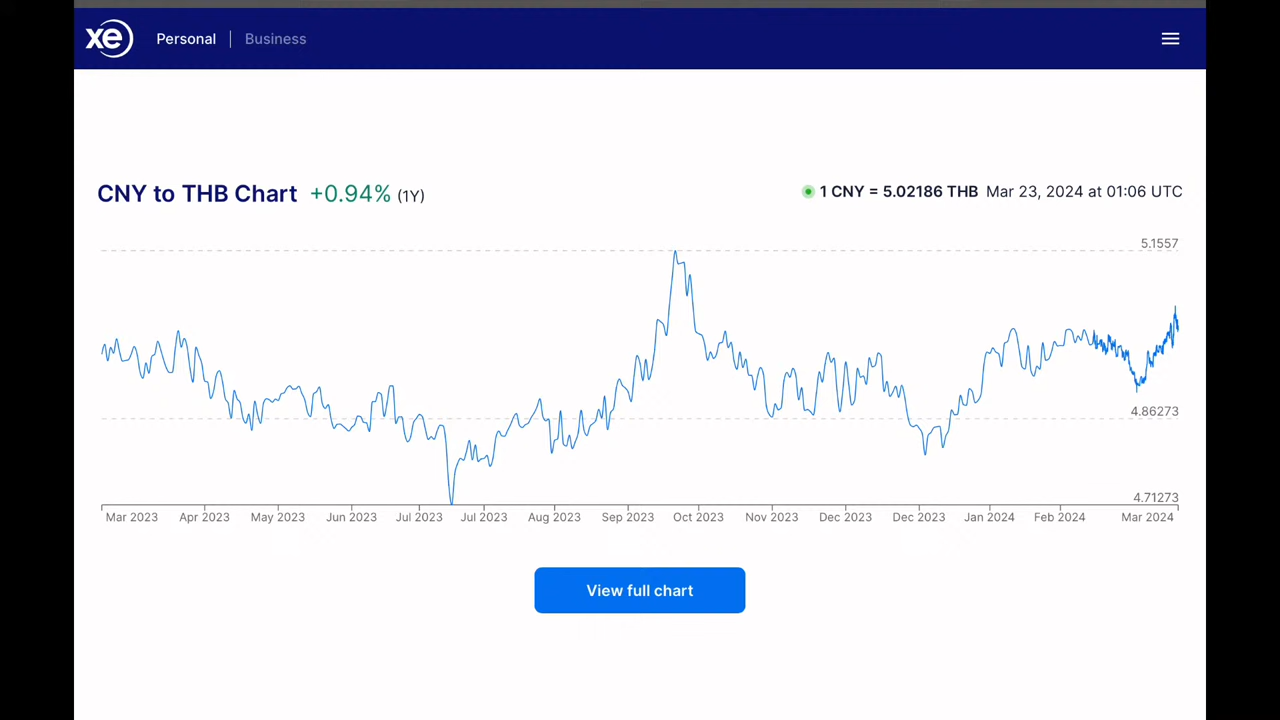 xe Personal | Business
CNY to THB Chart +0.94% (1Y)
1 CNY = 5.02186 THB Mar 23, 2024 at 01:06 UTC
5.1557
4.86273
4.71273
Mar 2023 Apr 2023 May 2023 Jun 2023 Jul 2023 Jul 2023 Aug 2023 Sep 2023 Oct 2023 Nov 2023 Dec 2023 Dec 2023 Jan 2024 Feb 2024 Mar 2024
View full chart